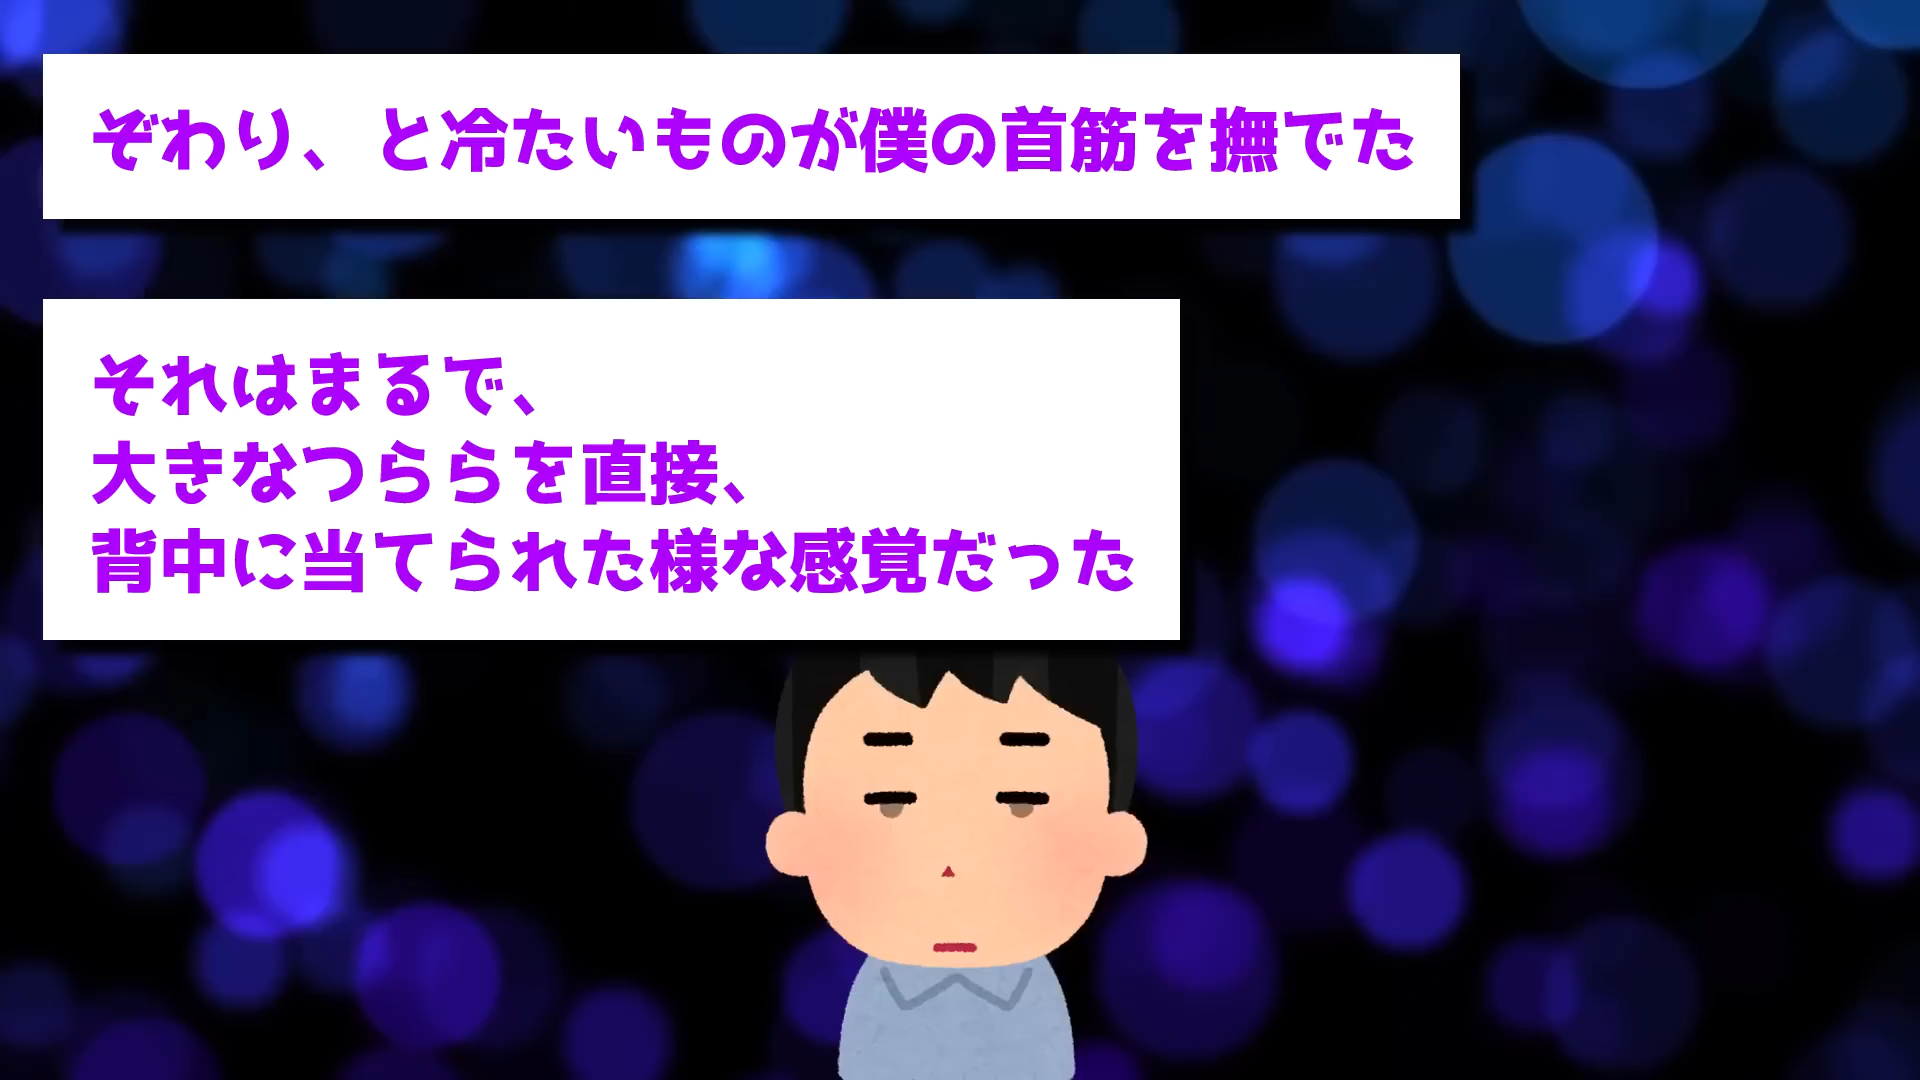 ぞわり、と冷たいものが僕の首筋を撫でた
それはまるで、
大きなつららを直接、
背中に当てられた様な感覚だった